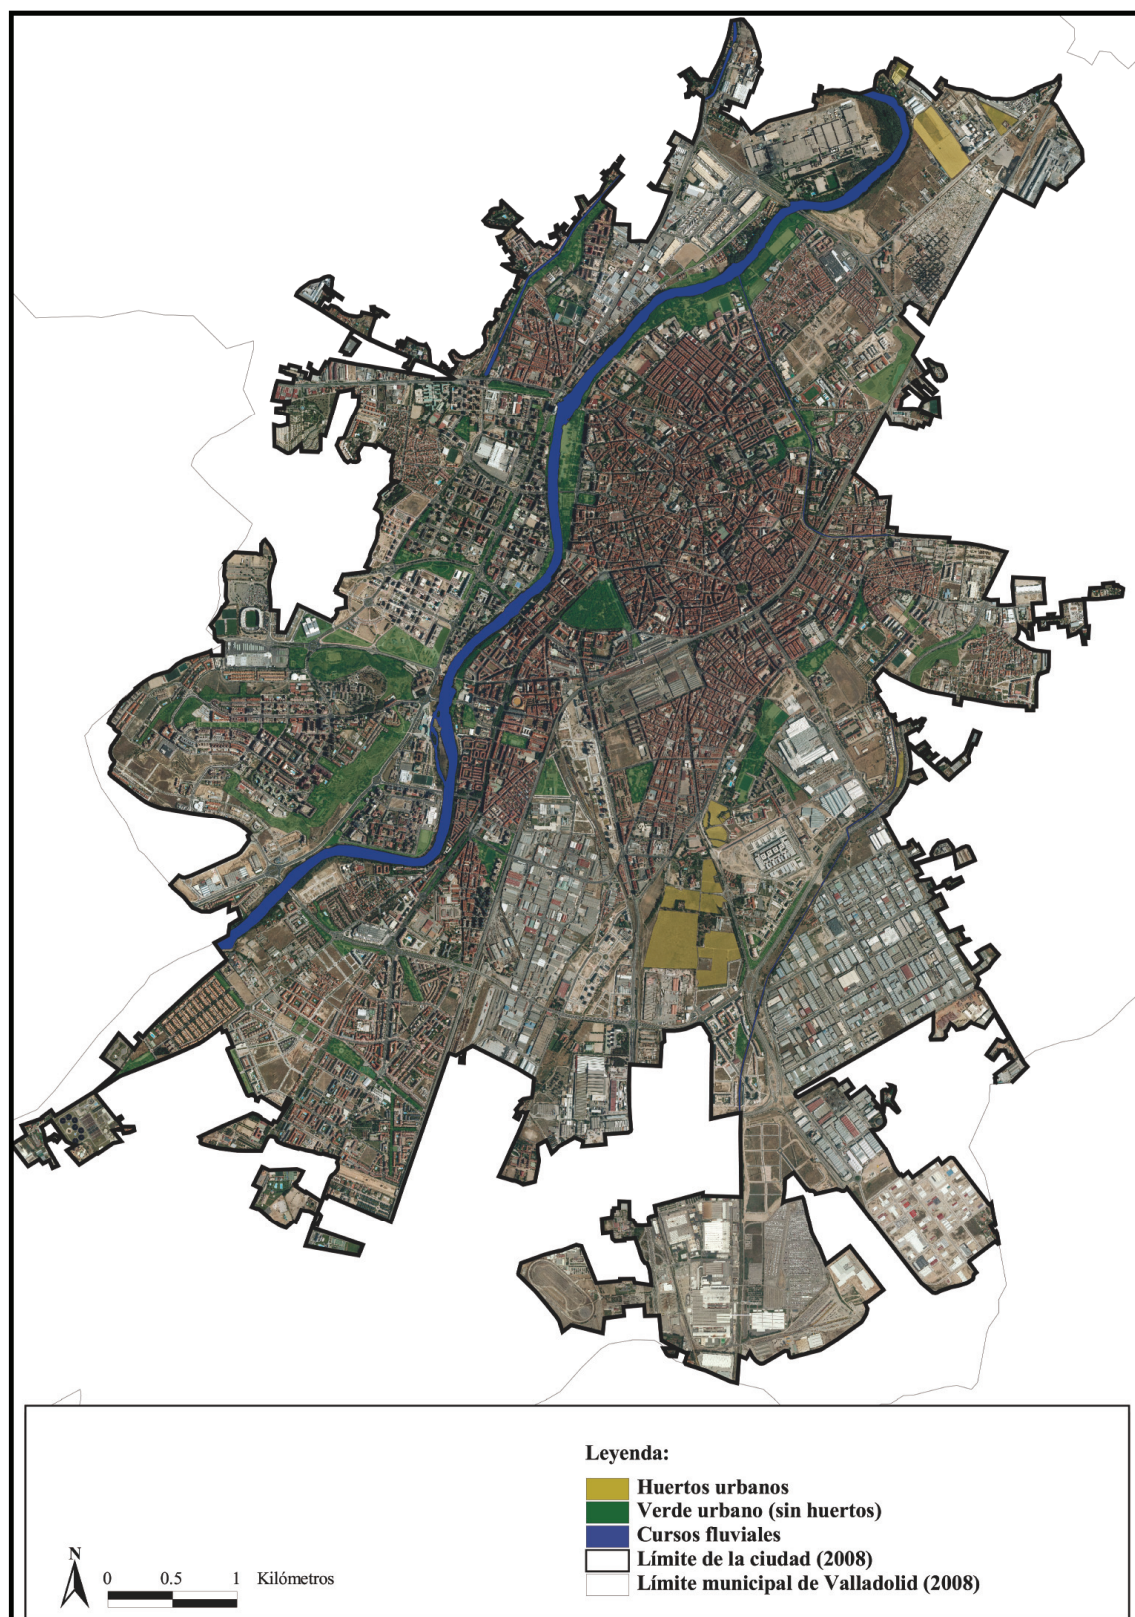 Leyenda:
Huertos urbanos
Verde urbano (sin huertos)
Cursos fluviales
Límite de la ciudad (2008)
Límite municipal de Valladolid (2008)
N
0 0.5 1 Kilómetros